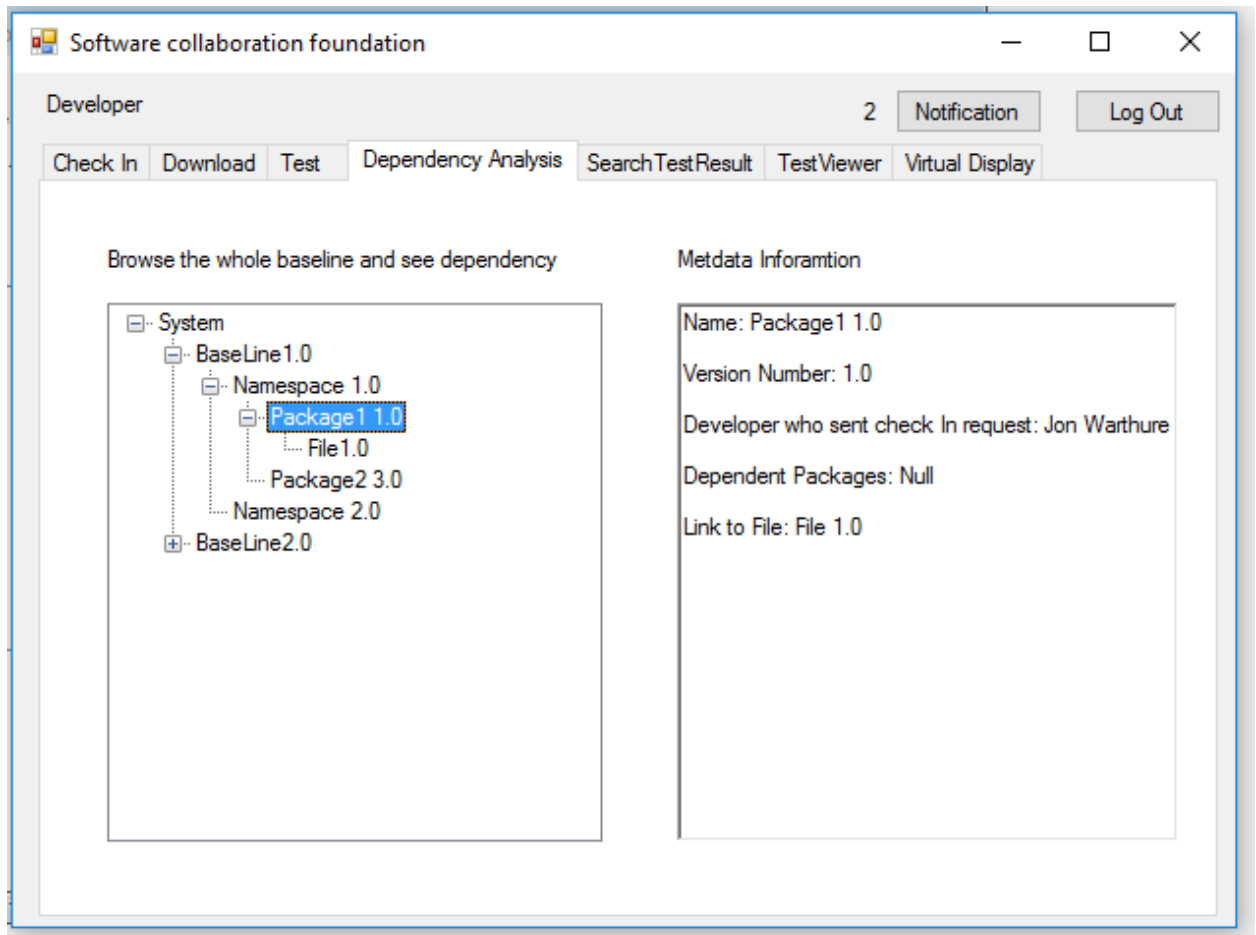 Software collaboration foundation
Developer
2 Notification Log Out
Check In Download Test Dependency Analysis SearchTestResult TestViewer Virtual Display
Browse the whole baseline and see dependency
Metdata Inforamtion
System
BaseLine1.0
Namespace 1.0
Package1 1.0
File1.0
Package2 3.0
Namespace 2.0
BaseLine2.0
Name: Package1 1.0
Version Number: 1.0
Developer who sent check In request: Jon Warthure
Dependent Packages: Null
Link to File: File 1.0